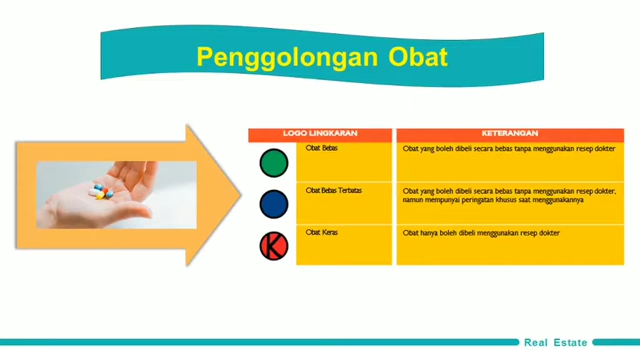 Penggolongan Obat
LOGO LINGKARAN
KETERANGAN
Obat Bebas
Obat yang boleh dibeli secara bebas tanpa menggunakan resep dokter
Obat Bebas Terbatas
Obat yang boleh dibeli secara bebas tanpa menggunakan resep dokter,
namun mempunyai peringatan khusus saat menggunakannya
K
Obat Keras
Obat hanya boleh dibeli menggunakan resep dokter
Real Estate